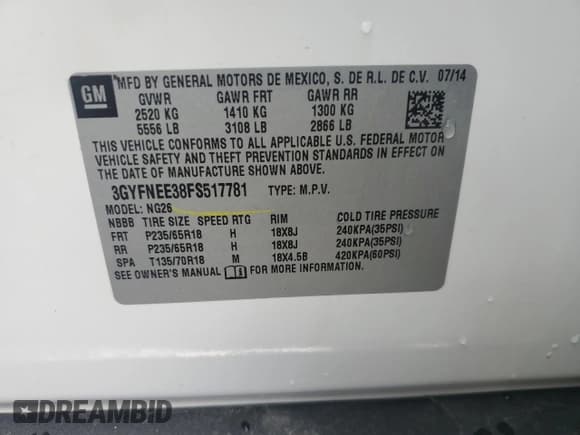 GM
MFD BY GENERAL MOTORS DE MEXICO, S. DE R.L. DE C.V. 07/14
GVWR GAWR FRT GAWR RR
2520 KG 1410 KG 1300 KG
5556 LB 3108 LB 2866 LB
THIS VEHICLE CONFORMS TO ALL APPLICABLE U.S. FEDERAL MOTOR
VEHICLE SAFETY AND THEFT PREVENTION STANDARDS IN EFFECT ON
THE DATE OF MANUFACTURE SHOWN ABOVE.
3GYFNEE38FS517781 TYPE: M.P.V.
MODEL: NG26
NBBB TIRE SIZE SPEED RTG RIM COLD TIRE PRESSURE
FRT P235/65R18 H 18X8J 240KPA(35PSI)
RR P235/65R18 H 18X8J 240KPA(35PSI)
SPA T135/70R18 M 18X4.5B 420KPA(60PSI)
SEE OWNER'S MANUAL FOR MORE INFORMATION.
DREAMBID